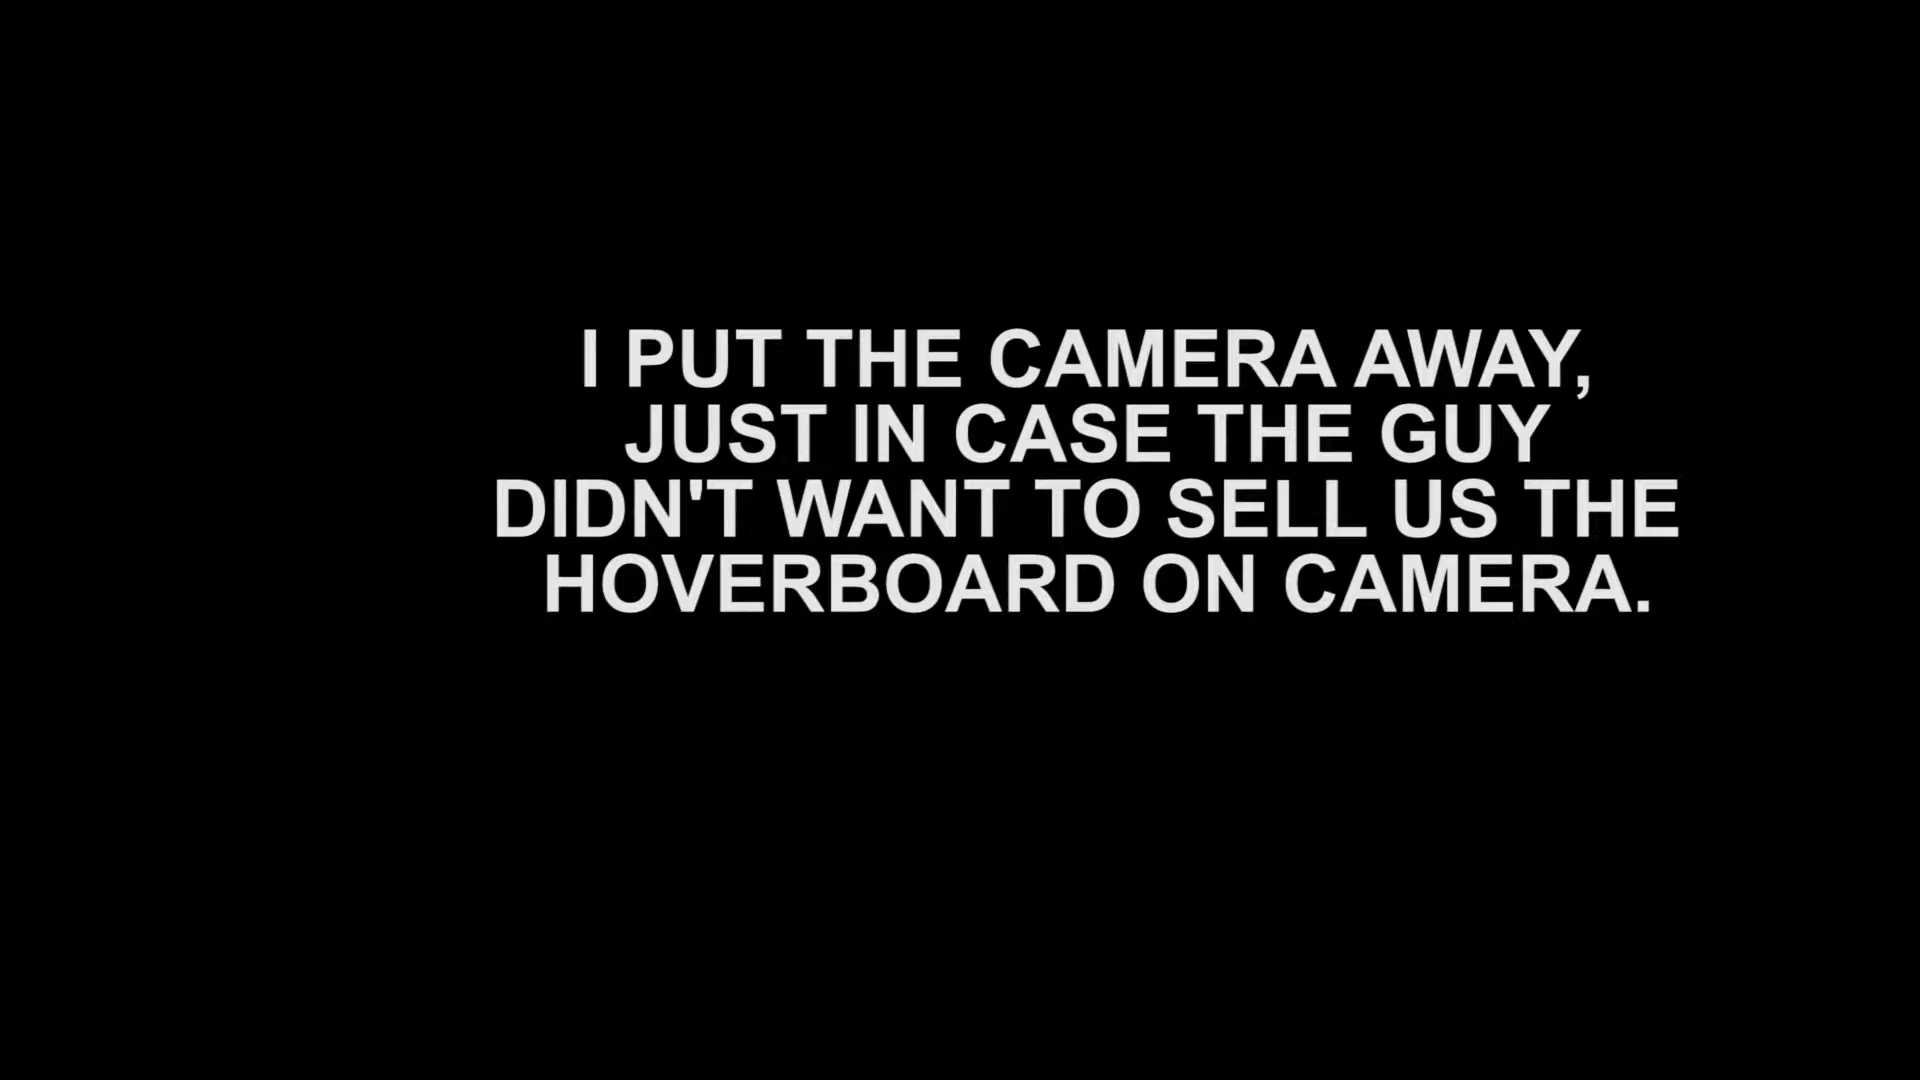 I PUT THE CAMERA AWAY,
JUST IN CASE THE GUY
DIDN'T WANT TO SELL US THE
HOVERBOARD ON CAMERA.